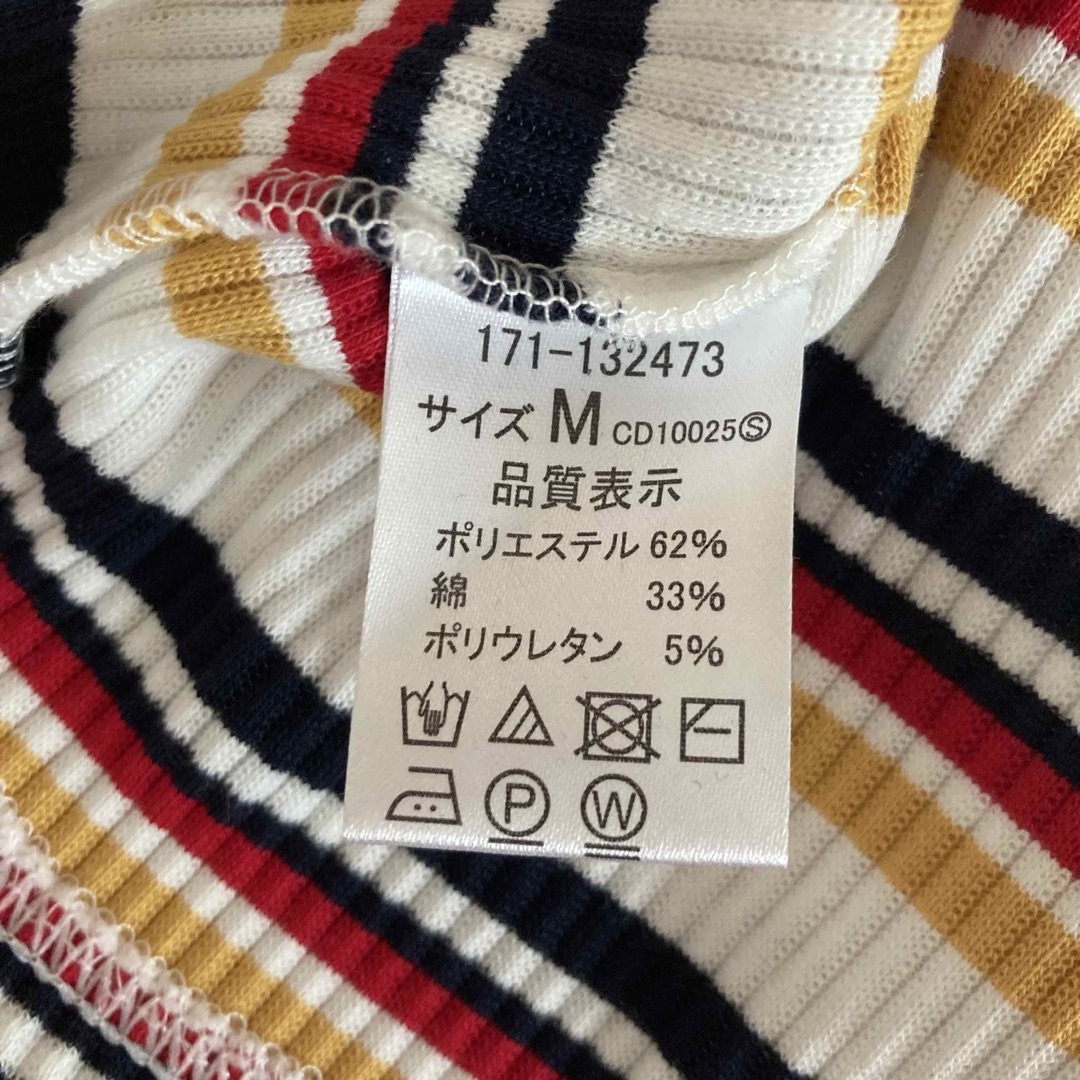 171-132473
サイズ M CD10025Ⓢ
品質表示
ポリエステル 62%
綿 33%
ポリウレタン 5%
P W